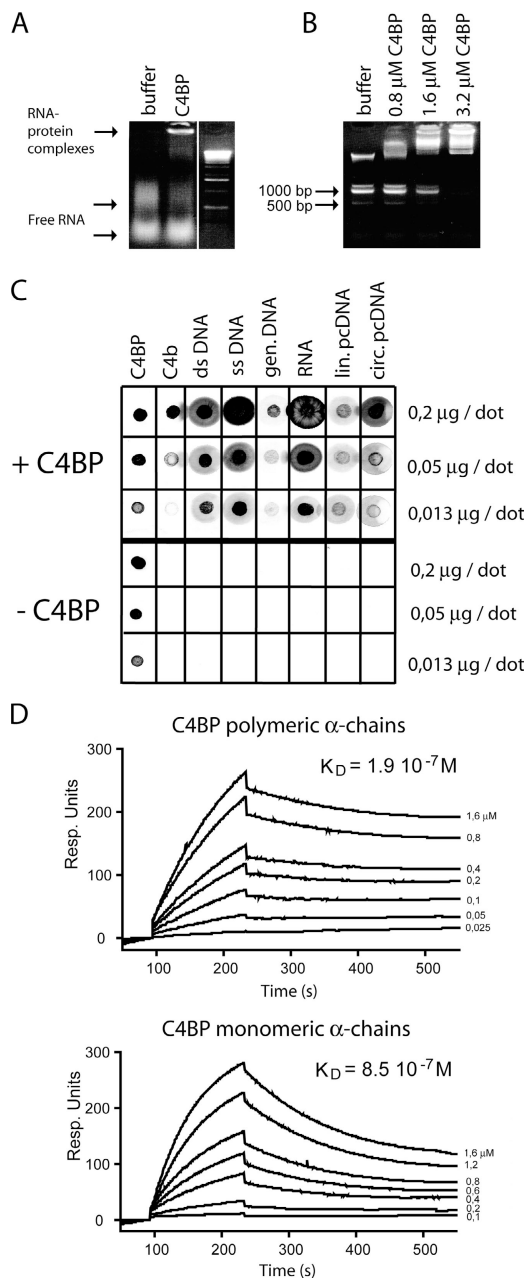 A
buffer
C4BP
RNA-
protein
complexes
Free RNA
B
buffer
0.8 µM C4BP
1.6 µM C4BP
3.2 µM C4BP
1000 bp
500 bp
C
C4BP
C4b
ds DNA
ss DNA
gen. DNA
RNA
lin. pcDNA
circ. pcDNA
+ C4BP
0,2 µg / dot
0,05 µg / dot
0,013 µg / dot
- C4BP
0,2 µg / dot
0,05 µg / dot
0,013 µg / dot
D
C4BP polymeric α-chains
K_D = 1.9 10^-7 M
Resp. Units
300
200
100
0
1,6 µM
0,8
0,4
0,2
0,1
0,05
0,025
100 200 300 400 500
Time (s)
C4BP monomeric α-chains
K_D = 8.5 10^-7 M
Resp. Units
300
200
100
0
1,6 µM
1,2
0,8
0,6
0,4
0,2
0,1
100 200 300 400 500
Time (s)